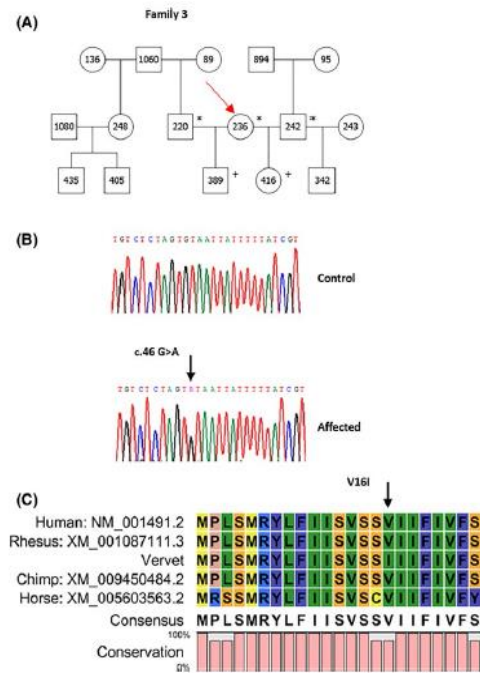 (A)
Family 3
136 1060 89 894 95
1080 248 220 * 236 * 242 * 243
435 405 389 + 416 + 342
(B)
TGTCTCTAGTGTAATTATTTTTATCGT
Control
c.46 G>A
TGTCTCTAGTATAATTATTTTTATCGT
Affected
(C)
V16I
Human: NM_001491.2 MPLSMRYLFIISVSSVIIFIVFS
Rhesus: XM_001087111.3 MPLSMRYLFIISVSSVIIFIVFS
Vervet MPLSMRYLFIISVSSVIIFIVFS
Chimp: XM_009450484.2 MPLSMRYLFIISVSSVIIFIVFS
Horse: XM_005603563.2 MRSSMRYLFIISVSCVIIFIVFY
Consensus MPLSMRYLFIISVSSVIIFIVFS
100%
Conservation
0%